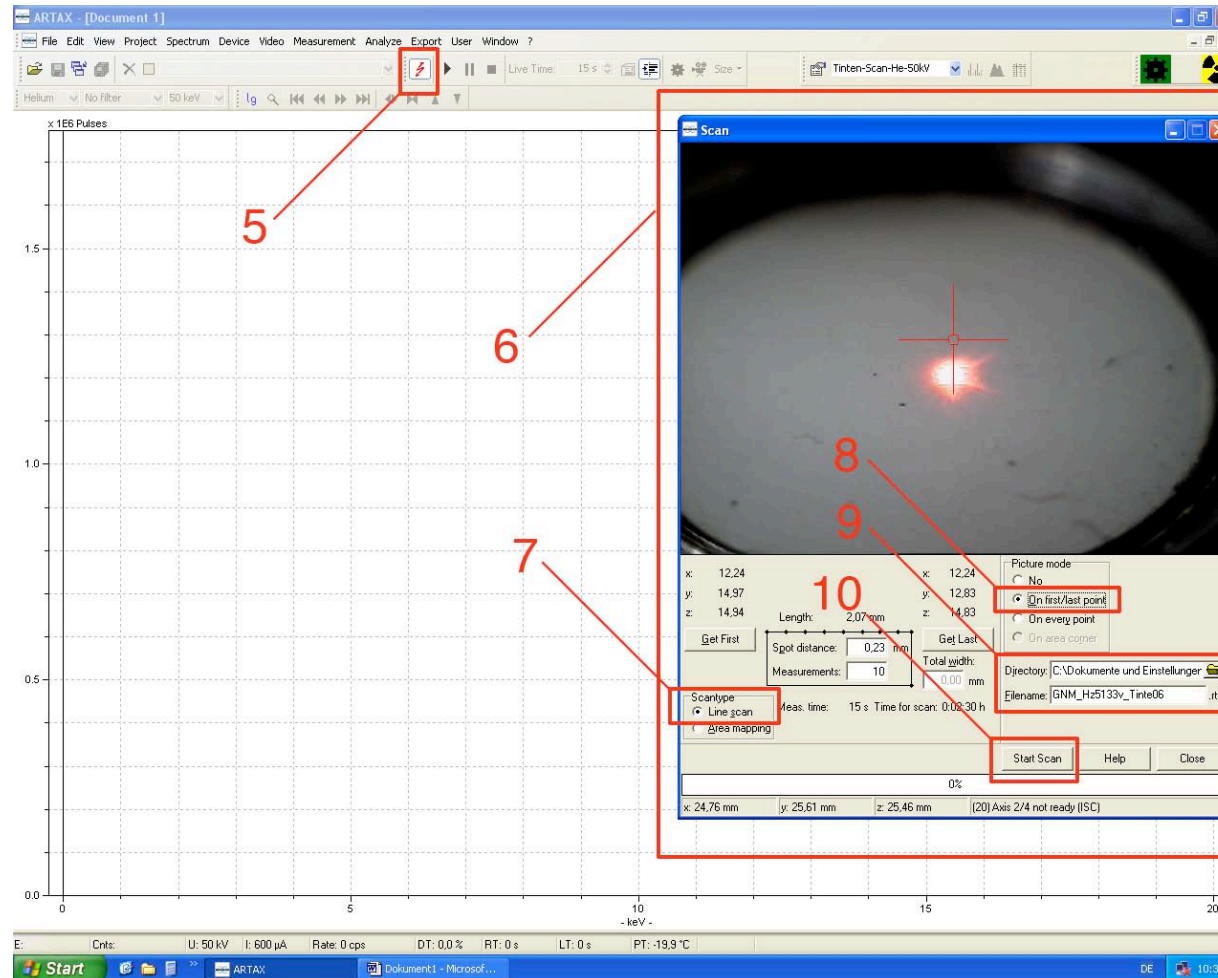 ARTAX - [Document 1]
File Edit View Project Spectrum Device Video Measurement Analyze Export User Window ?
Live Time: 15 s Size Tinten-Scan-He-50kV
Helium No filter 50 keV lg
x 1E6 Pulses
1.5
1.0
0.5
0.0
0 5 10 15 20
- keV -
5
6
7
8
9
10
Scan
x: 12,24
y: 14,97
z: 14,94
Get First
Length: 2,07 mm
Spot distance: 0,23 mm
Measurements: 10
x: 12,24
y: 12,83
z: 14,83
Get Last
Total width:
0,00 mm
Picture mode
No
On first/last point
On every point
On area corner
Directory: C:\Dokumente und Einstellunger
Filename: GNM_Hz5133v_Tinte06 .rt
Scantype
Line scan
Area mapping
Meas. time: 15 s Time for scan: 0:02:30 h
Start Scan Help Close
0%
x: 24,76 mm y: 25,61 mm z: 25,46 mm (20) Axis 2/4 not ready (ISC)
E: Cnts: U: 50 kV I: 600 µA Rate: 0 cps DT: 0,0 % RT: 0 s LT: 0 s PT: -19,9 °C
Start ARTAX Dokument1 - Microsof... DE 10:3